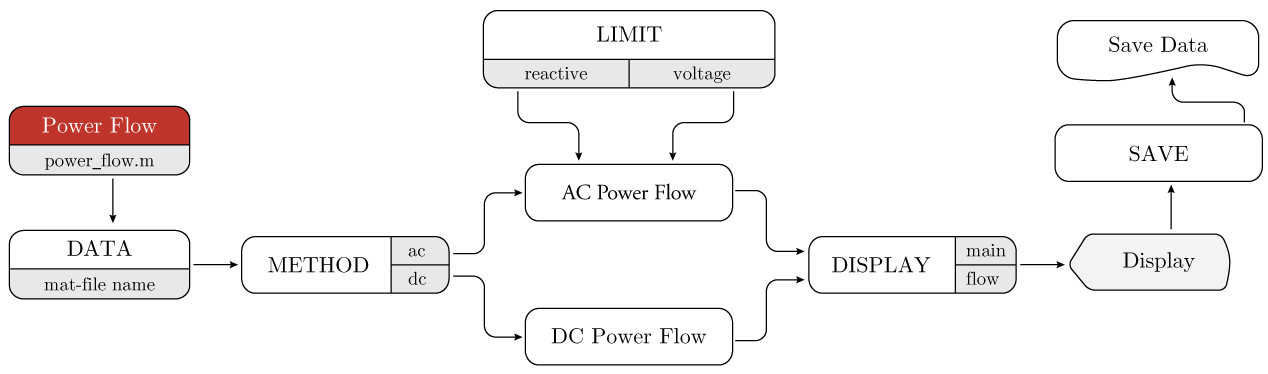 Power Flow
power_flow.m
DATA
mat-file name
METHOD
ac
dc
LIMIT
reactive
voltage
AC Power Flow
DC Power Flow
DISPLAY
main
flow
Display
SAVE
Save Data